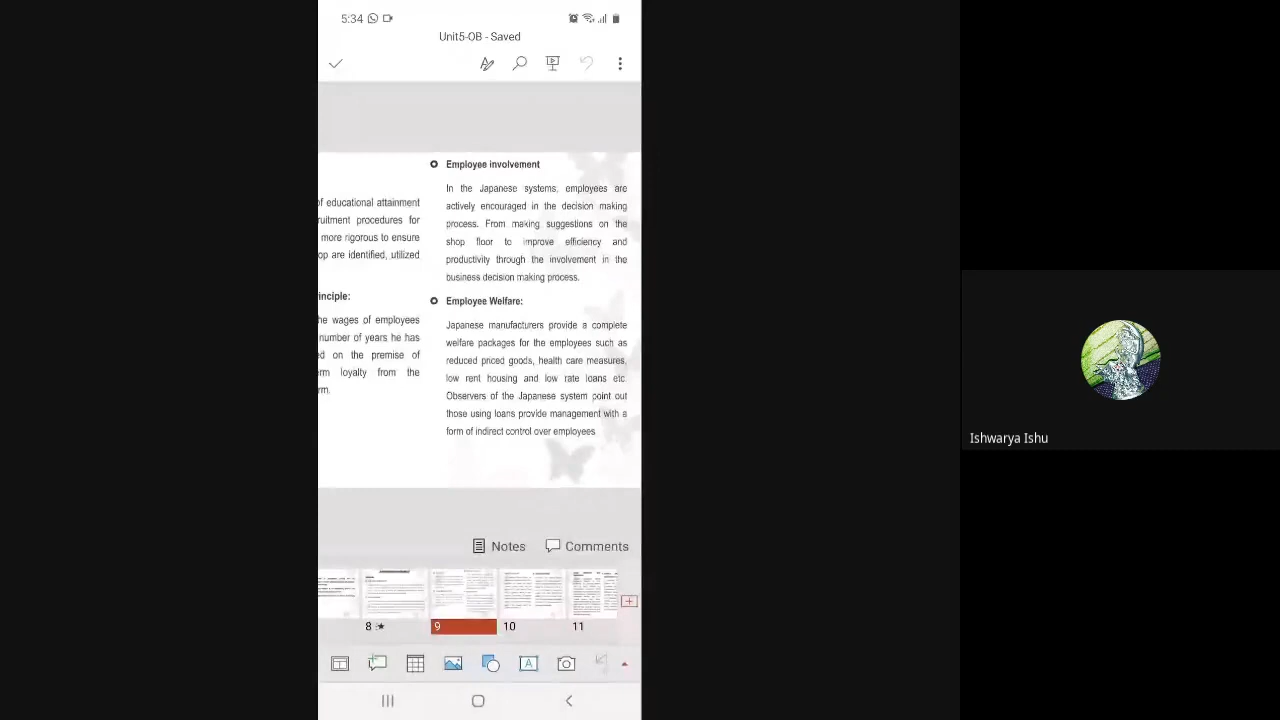 5:34
Unit5-OB - Saved
of educational attainment
ruitment procedures for
more rigorous to ensure
op are identified, utilized
rinciple:
he wages of employees
number of years he has
ed on the premise of
erm loyalty from the
rm.
Employee involvement
In the Japanese systems, employees are
actively encouraged in the decision making
process. From making suggestions on the
shop floor to improve efficiency and
productivity through the involvement in the
business decision making process.
Employee Welfare:
Japanese manufacturers provide a complete
welfare packages for the employees such as
reduced priced goods, health care measures,
low rent housing and low rate loans etc.
Observers of the Japanese system point out
those using loans provide management with a
form of indirect control over employees
Notes
Comments
8
9
10
11
Ishwarya Ishu